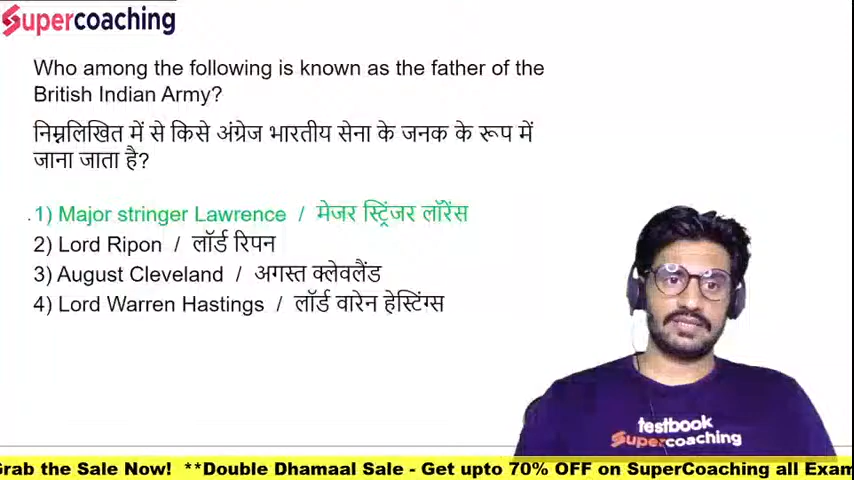 Supercoaching
Who among the following is known as the father of the
British Indian Army?
निम्नलिखित में से किसे अंग्रेज भारतीय सेना के जनक के रूप में
जाना जाता है?
1) Major stringer Lawrence / मेजर स्ट्रिंजर लॉरेंस
2) Lord Ripon / लॉर्ड रिपन
3) August Cleveland / अगस्त क्लेवलैंड
4) Lord Warren Hastings / लॉर्ड वारेन हेस्टिंग्स
testbook
Supercoaching
Grab the Sale Now! **Double Dhamaal Sale - Get upto 70% OFF on SuperCoaching all Exam